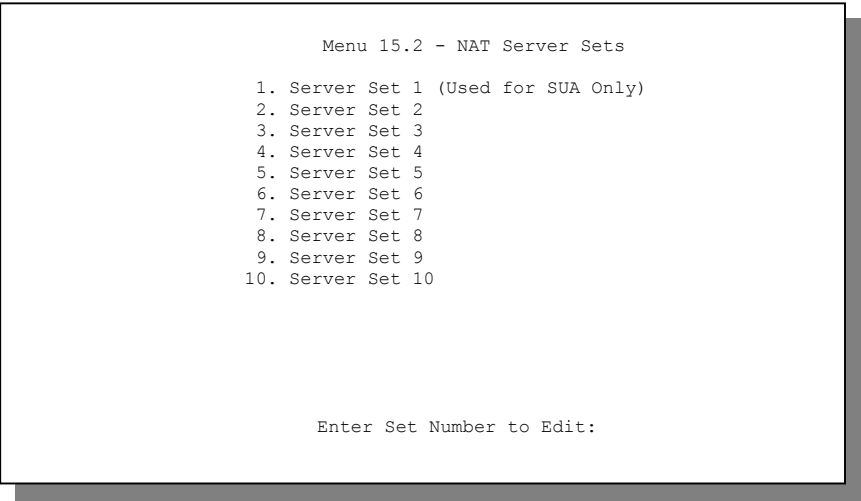 Menu 15.2 - NAT Server Sets
1. Server Set 1 (Used for SUA Only)
2. Server Set 2
3. Server Set 3
4. Server Set 4
5. Server Set 5
6. Server Set 6
7. Server Set 7
8. Server Set 8
9. Server Set 9
10. Server Set 10
Enter Set Number to Edit: